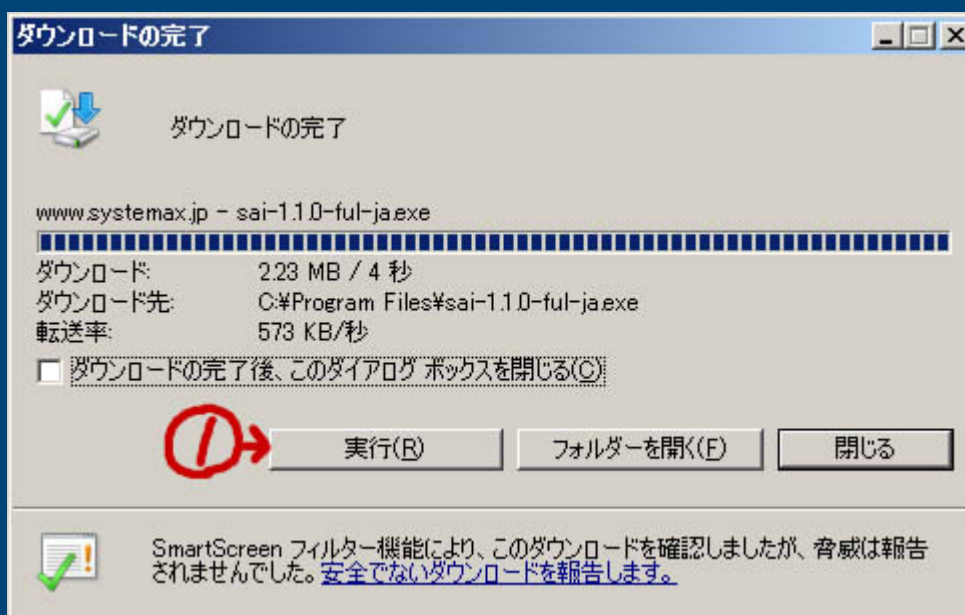 ダウンロードの完了
ダウンロードの完了
www.systemax.jp - sai-1.1.0-ful-ja.exe
ダウンロード: 2.23 MB / 4 秒
ダウンロード先: C:¥Program Files¥sai-1.1.0-ful-ja.exe
転送率: 573 KB/秒
ダウンロードの完了後、このダイアログ ボックスを閉じる(C)
① → 実行(R) フォルダーを開く(F) 閉じる
SmartScreen フィルター機能により、このダウンロードを確認しましたが、脅威は報告
されませんでした。安全でないダウンロードを報告します。